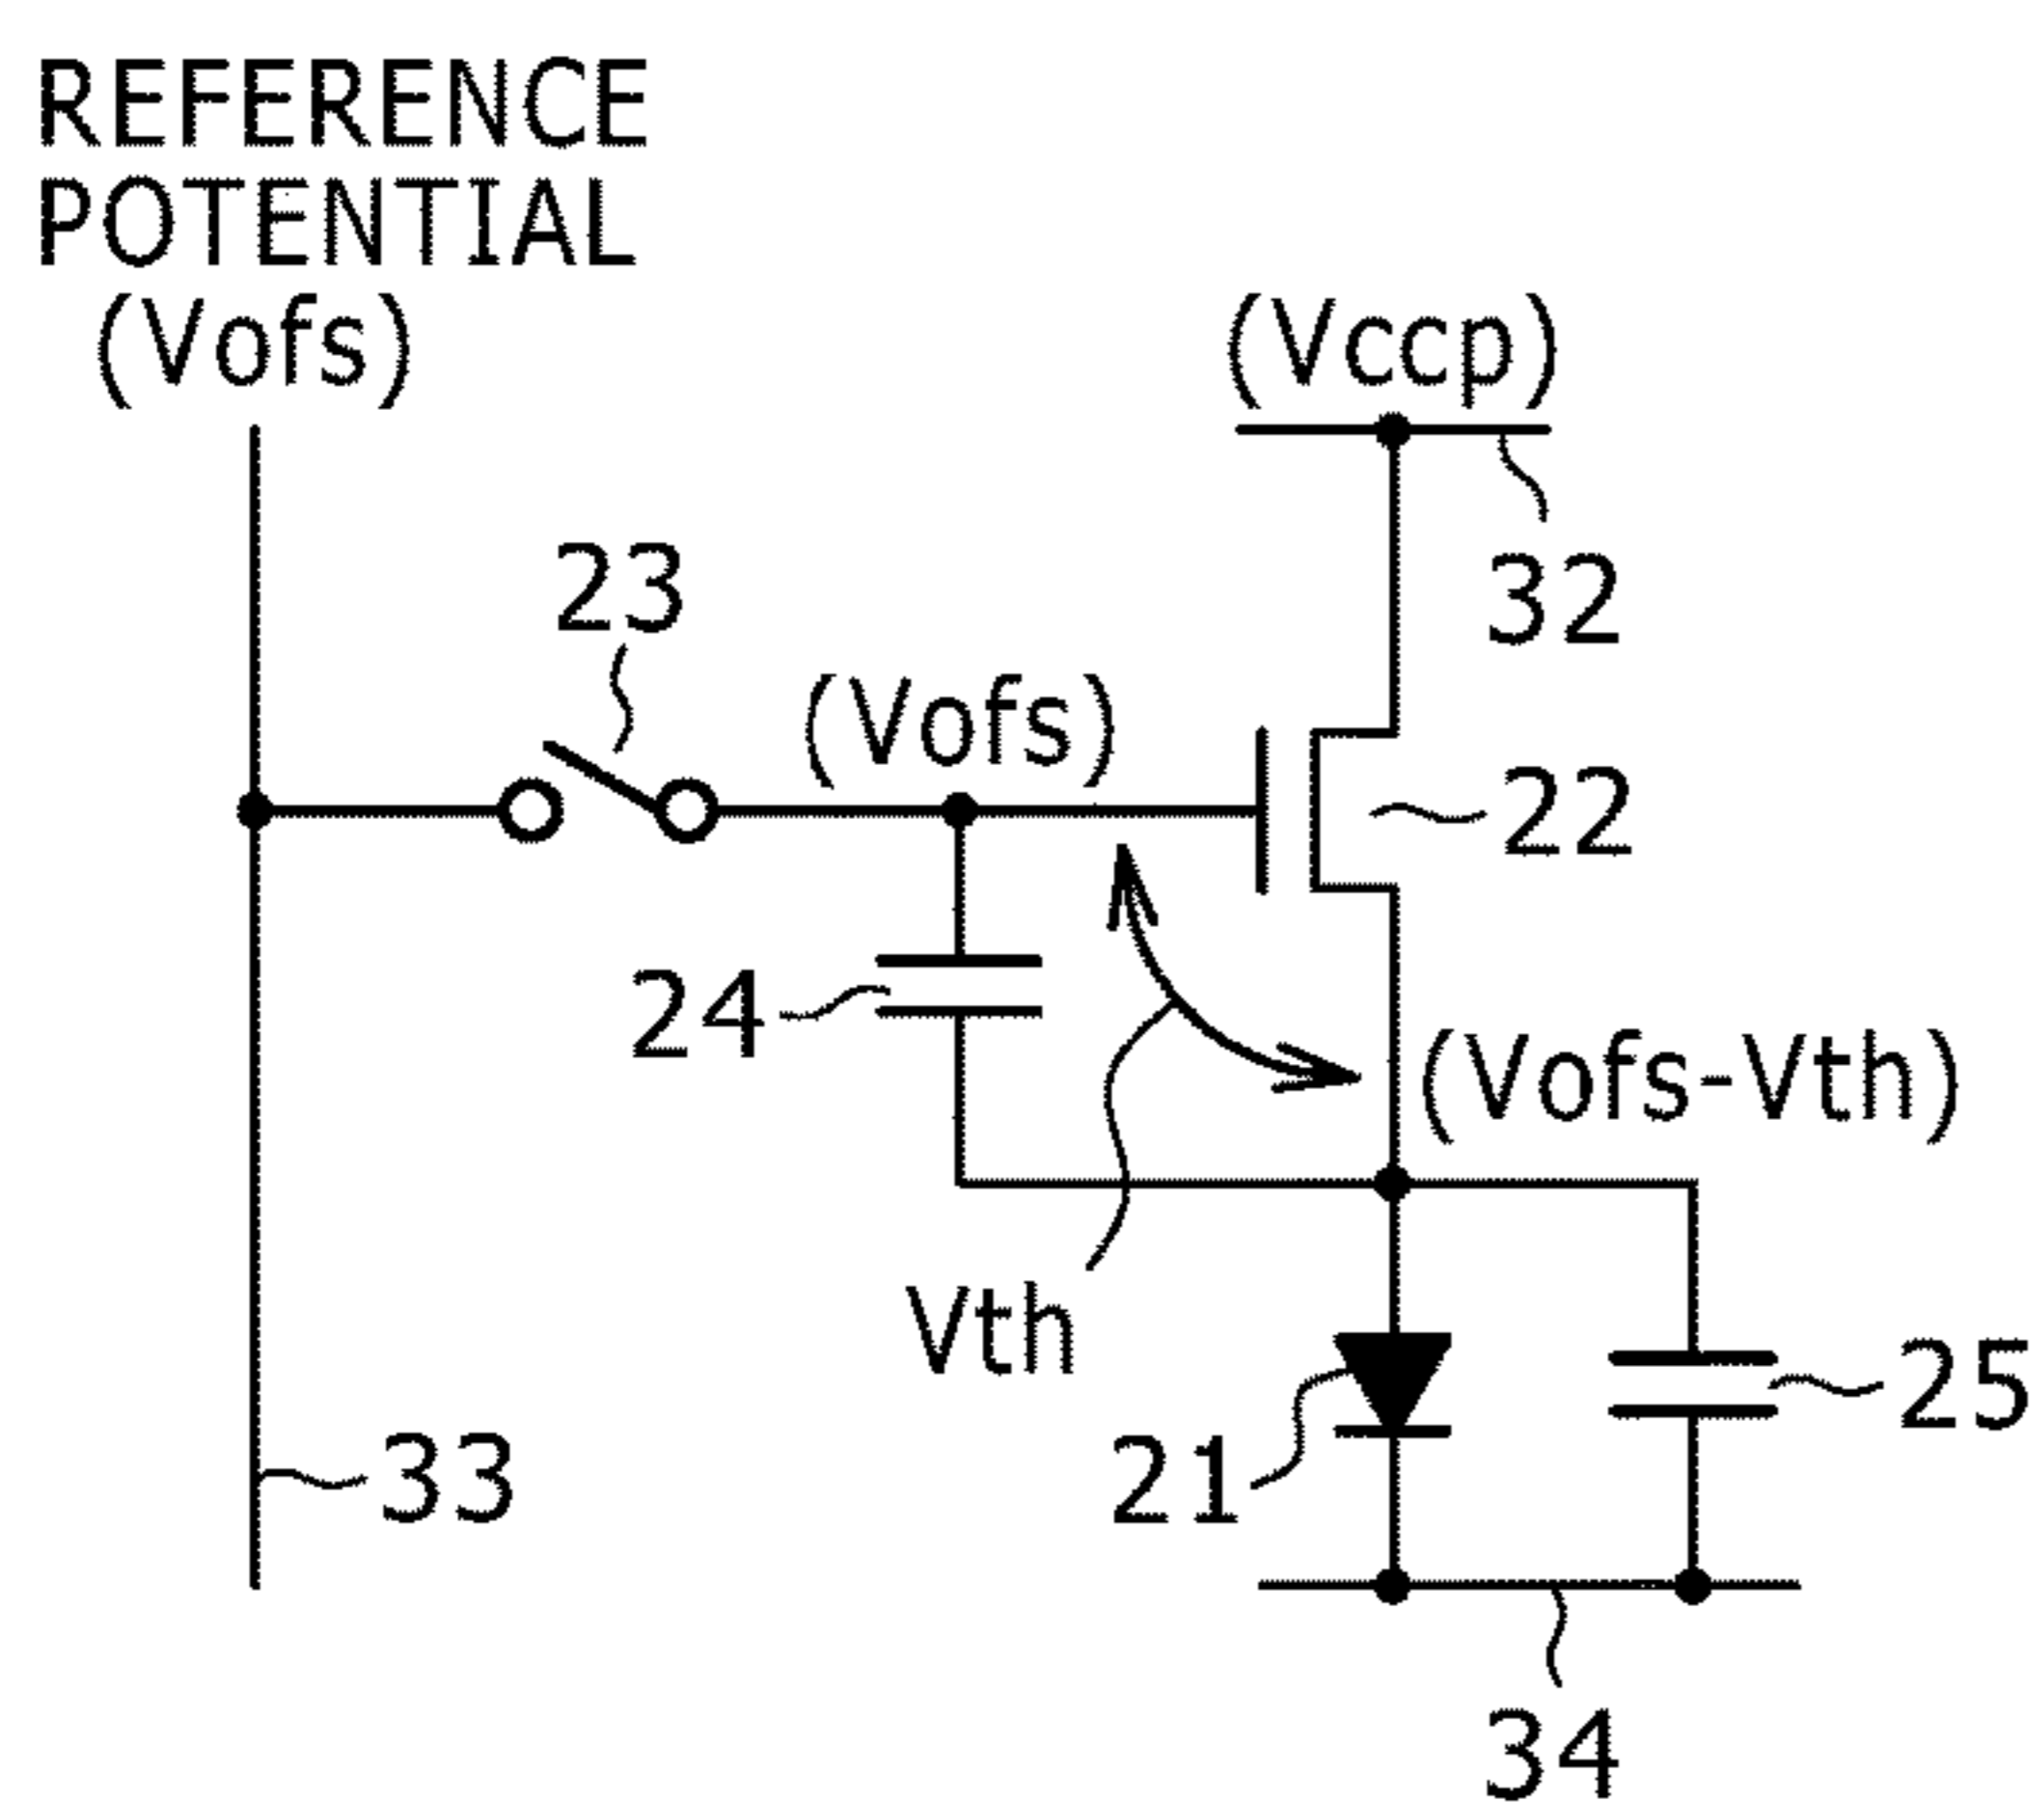 REFERENCE
POTENTIAL
(Vofs)
(Vccp)
32
23
(Vofs)
22
24
(Vofs-Vth)
Vth
25
21
33
34